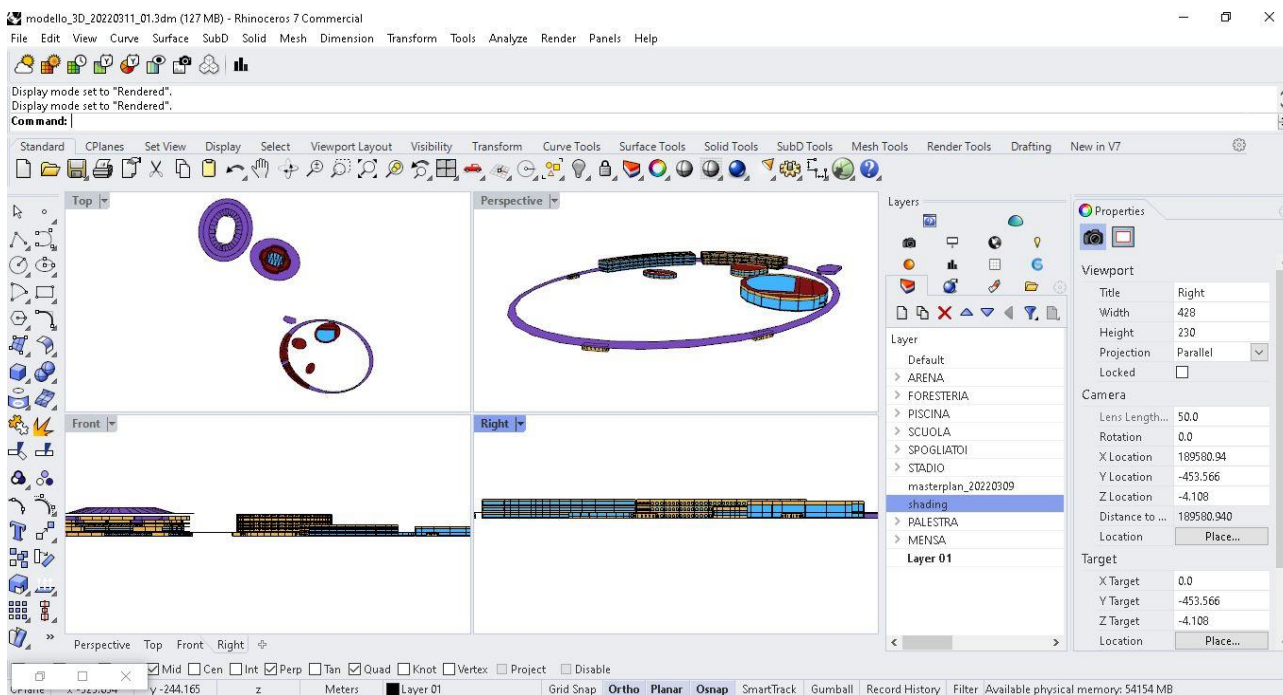 modello_3D_20220311_01.3dm (127 MB) - Rhinoceros 7 Commercial
File Edit View Curve Surface SubD Solid Mesh Dimension Transform Tools Analyze Render Panels Help
Display mode set to "Rendered".
Display mode set to "Rendered".
Command:
Standard CPlanes Set View Display Select Viewport Layout Visibility Transform Curve Tools Surface Tools Solid Tools SubD Tools Mesh Tools Render Tools Drafting New in V7
Top
Perspective
Front
Right
Layers
Layer
Default
ARENA
FORESTERIA
PISCINA
SCUOLA
SPOGLIATOI
STADIO
masterplan_20220309
shading
PALESTRA
MENSA
Layer 01
Properties
Viewport
Title Right
Width 428
Height 230
Projection Parallel
Locked
Camera
Lens Length... 50.0
Rotation 0.0
X Location 189580.94
Y Location -453.566
Z Location -4.108
Distance to ... 189580.940
Location Place...
Target
X Target 0.0
Y Target -453.566
Z Target -4.108
Location Place...
Perspective Top Front Right
Mid Cen Int Perp Tan Quad Knot Vertex Project Disable
y -244.165 z Meters Layer 01 Grid Snap Ortho Planar Osnap SmartTrack Gumball Record History Filter Available physical memory: 54154 MB